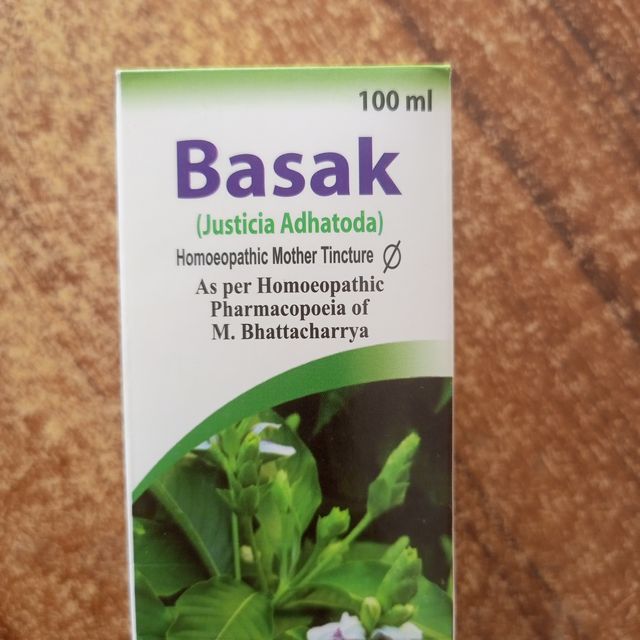 100 ml
Basak
(Justicia Adhatoda)
Homoeopathic Mother Tincture Ø
As per Homoeopathic
Pharmacopoeia of
M. Bhattacharrya